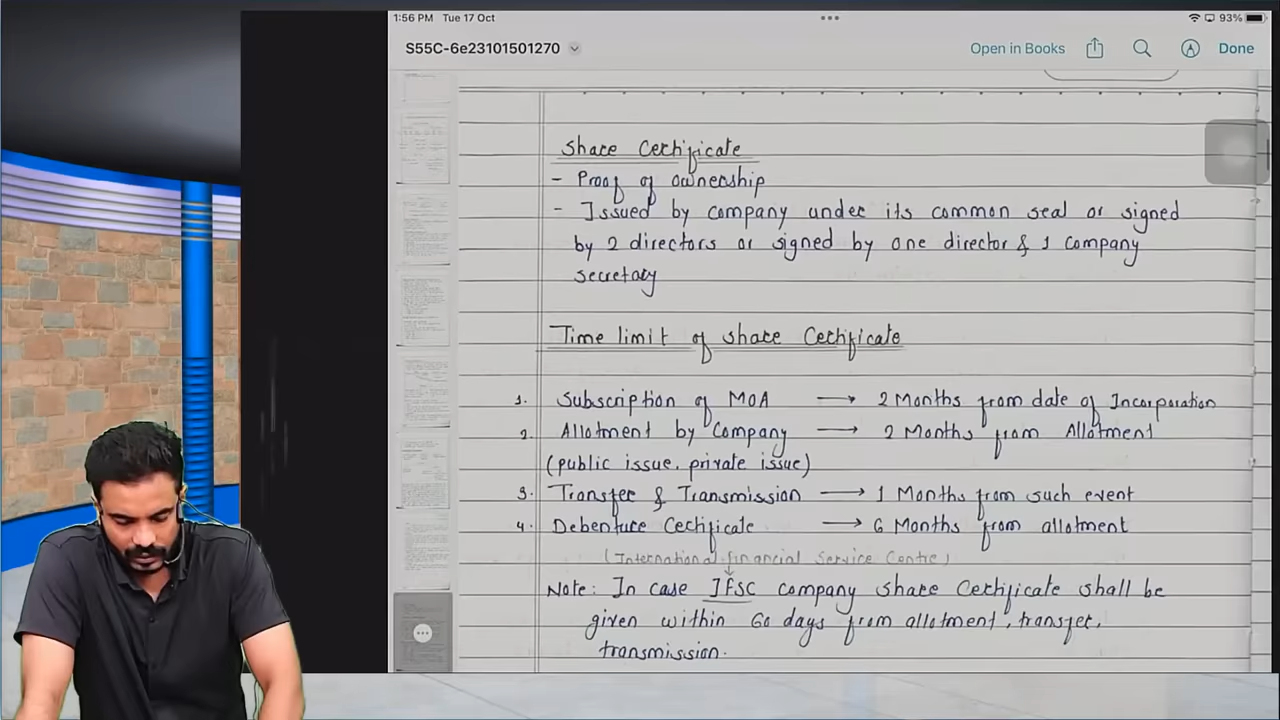 1:56 PM Tue 17 Oct
93%
S55C-6e23101501270
Open in Books
Done
Share Certificate
- Proof of ownership
- Issued by company under its common seal or signed
by 2 directors or signed by one director & 1 company
secretary
Time limit of share Certificate
1. Subscription of MOA → 2 Months from date of Incorporation
2. Allotment by Company → 2 Months from Allotment
(public issue, private issue)
3. Transfer & Transmission → 1 Months from such event
4. Debenture Certificate → 6 Months from allotment
(International financial Service Centre)
Note: In case IFSC company share Certificate shall be
given within 60 days from allotment, transfer,
transmission.